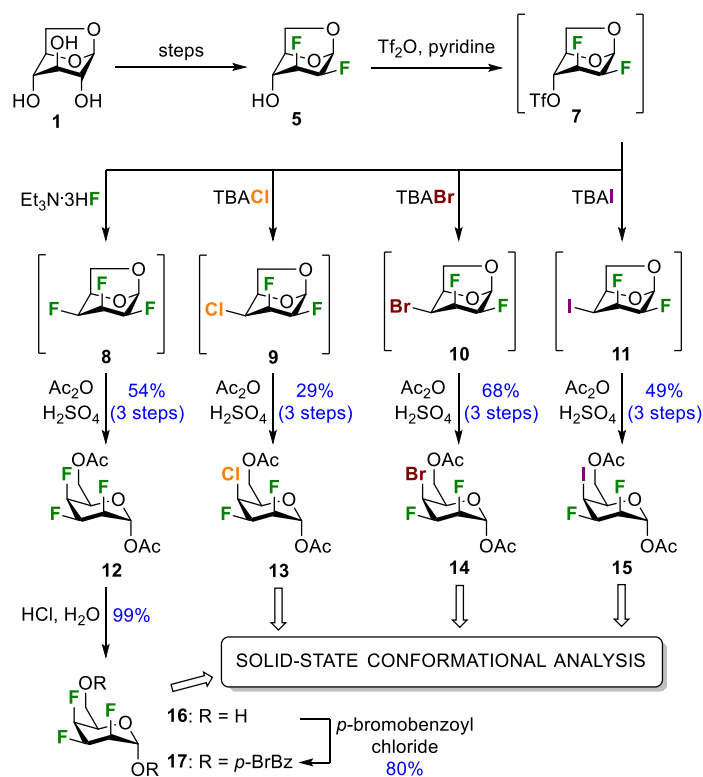 OH
O
O
HO
OH
1
steps
F
O
O
F
HO
5
Tf2O, pyridine
O
O
F
F
TfO
7
Et3N·3HF
TBACl
TBABr
TBAI
O
F
O
F
F
8
O
F
O
Cl
F
9
O
F
O
Br
F
10
O
F
O
I
F
11
Ac2O
H2SO4
54%
(3 steps)
Ac2O
H2SO4
29%
(3 steps)
Ac2O
H2SO4
68%
(3 steps)
Ac2O
H2SO4
49%
(3 steps)
OAc
F
F
O
F
OAc
12
OAc
Cl
F
O
F
OAc
13
OAc
Br
F
O
F
OAc
14
OAc
I
F
O
F
OAc
15
HCl, H2O
99%
SOLID-STATE CONFORMATIONAL ANALYSIS
OR
F
F
O
F
OR
16: R = H
17: R = p-BrBz
p-bromobenzoyl
chloride
80%